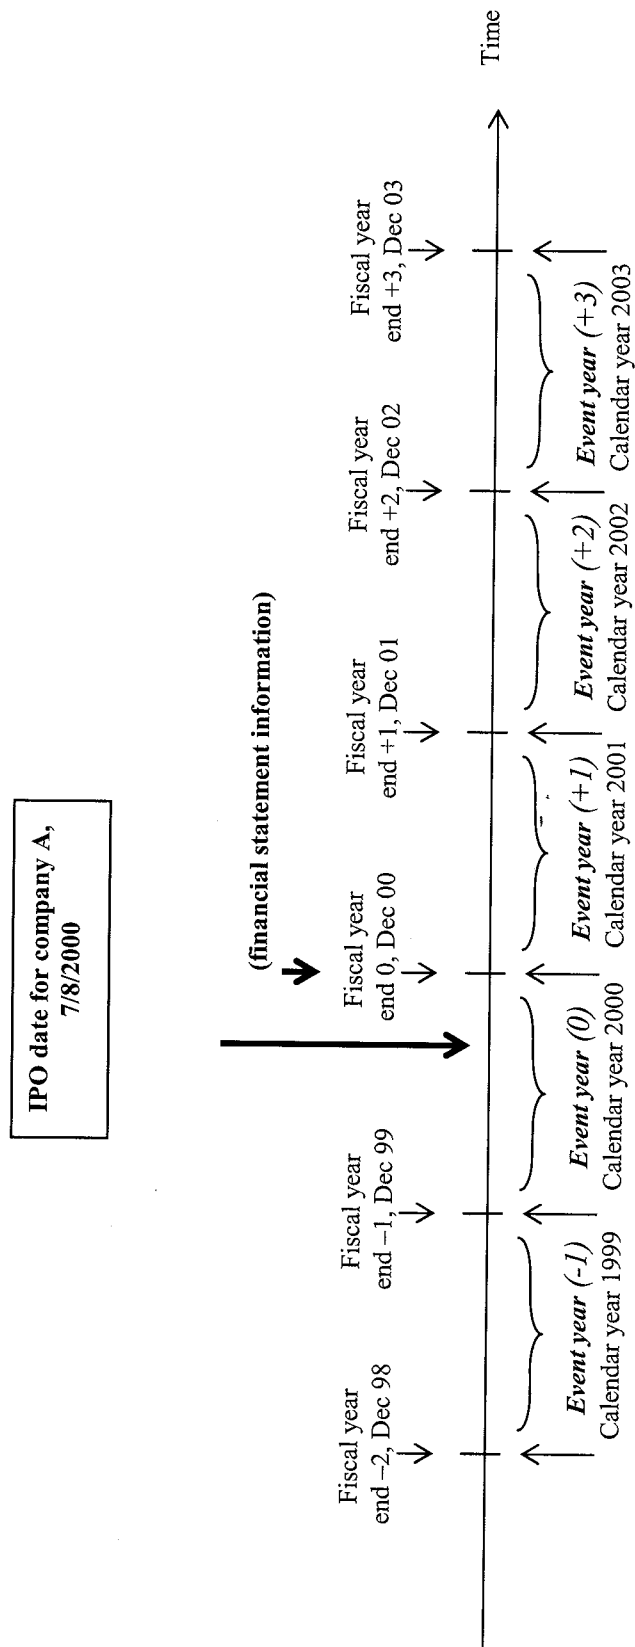 IPO date for company A,
7/8/2000
(financial statement information)
Fiscal year
end –2, Dec 98
Fiscal year
end –1, Dec 99
Fiscal year
end 0, Dec 00
Fiscal year
end +1, Dec 01
Fiscal year
end +2, Dec 02
Fiscal year
end +3, Dec 03
Time
Event year (-1)
Calendar year 1999
Event year (0)
Calendar year 2000
Event year (+1)
Calendar year 2001
Event year (+2)
Calendar year 2002
Event year (+3)
Calendar year 2003